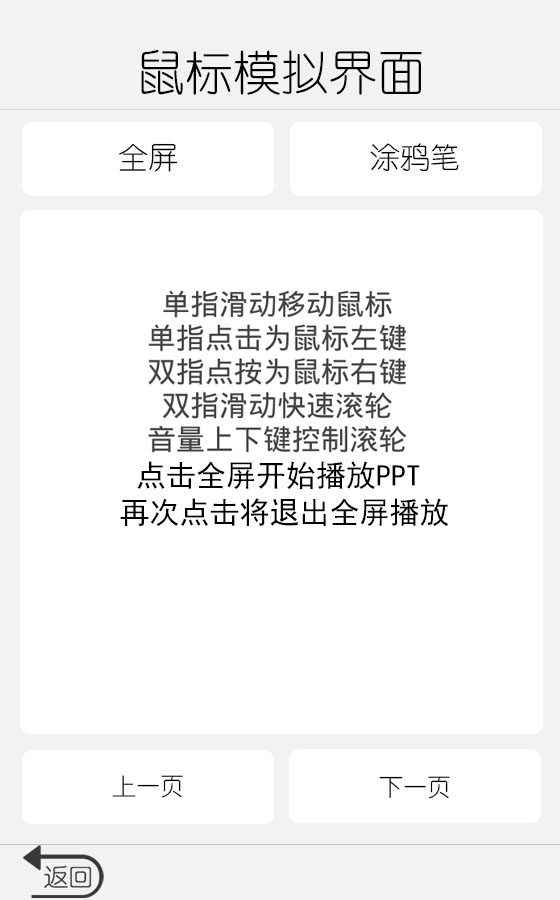 鼠标模拟界面
全屏
涂鸦笔
单指滑动移动鼠标
单指点击为鼠标左键
双指点按为鼠标右键
双指滑动快速滚轮
音量上下键控制滚轮
点击全屏开始播放PPT
再次点击将退出全屏播放
上一页
下一页
返回